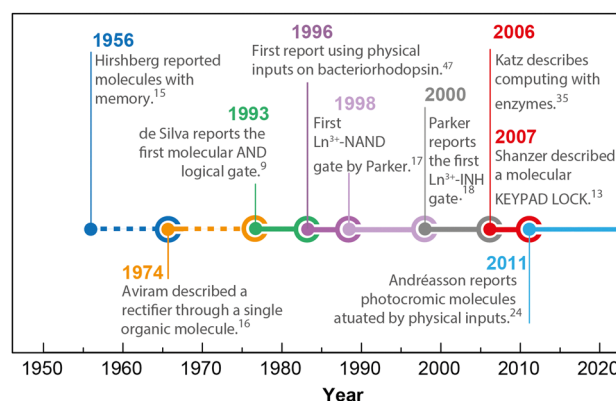 1956
Hirshberg reported
molecules with
memory.15
1996
First report using physical
inputs on bacteriorhodopsin.47
2006
Katz describes
computing with
enzymes.35
1993
de Silva reports the
first molecular AND
logical gate.9
1998
First
Ln3+-NAND
gate by Parker.17
2000
Parker
reports
the first
Ln3+-INH
gate.18
2007
Shanzer described
a molecular
KEYPAD LOCK.13
1974
Aviram described a
rectifier through a single
organic molecule.16
2011
Andréasson reports
photocromic molecules
atuated by physical inputs.24
1950 1960 1970 1980 1990 2000 2010 2020
Year